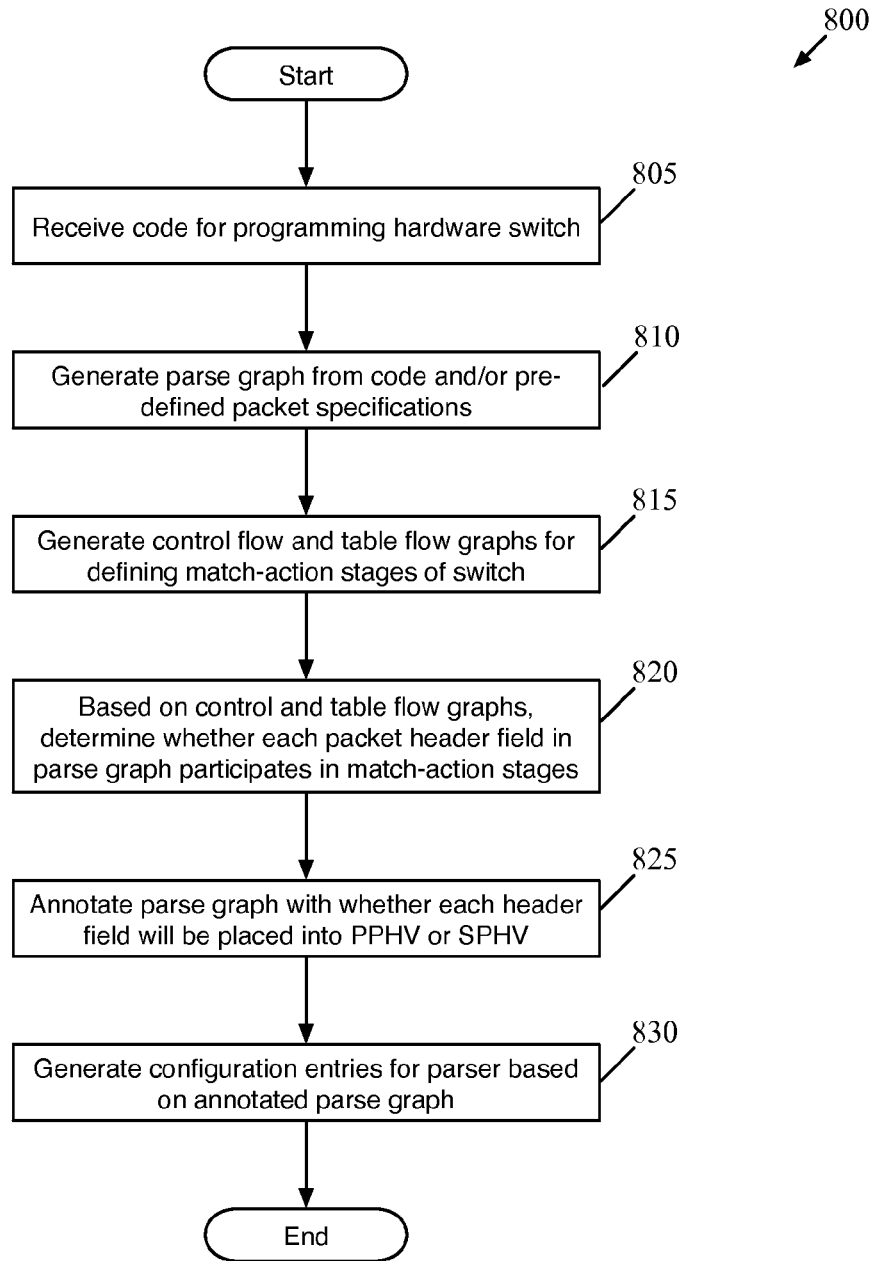 800
Start
805
Receive code for programming hardware switch
810
Generate parse graph from code and/or pre-
defined packet specifications
815
Generate control flow and table flow graphs for
defining match-action stages of switch
820
Based on control and table flow graphs,
determine whether each packet header field in
parse graph participates in match-action stages
825
Annotate parse graph with whether each header
field will be placed into PPHV or SPHV
830
Generate configuration entries for parser based
on annotated parse graph
End